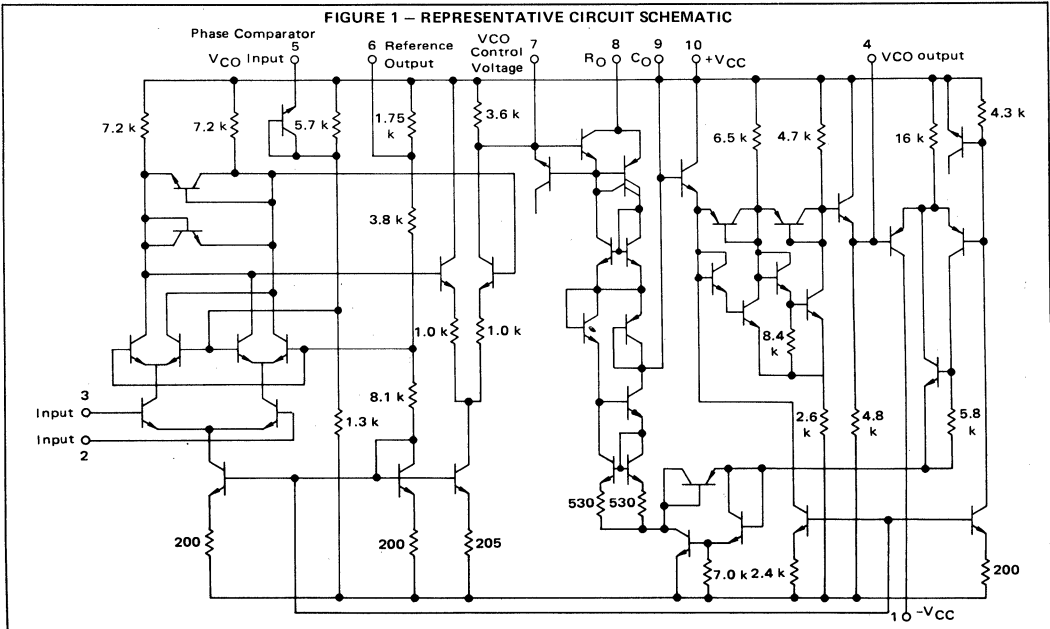 FIGURE 1 – REPRESENTATIVE CIRCUIT SCHEMATIC
Phase Comparator
VCO Input
5
6 Reference
Output
VCO
Control
Voltage
7
8
RO
9
CO
10
+VCC
4
VCO output
7.2 k
7.2 k
5.7 k
1.75
k
3.6 k
6.5 k
4.7 k
16 k
4.3 k
3.8 k
1.0 k
1.0 k
8.4
k
8.1 k
3
Input
Input
2
1.3 k
2.6
k
4.8
k
5.8
k
530
530
200
200
205
7.0 k
2.4 k
200
1
-VCC